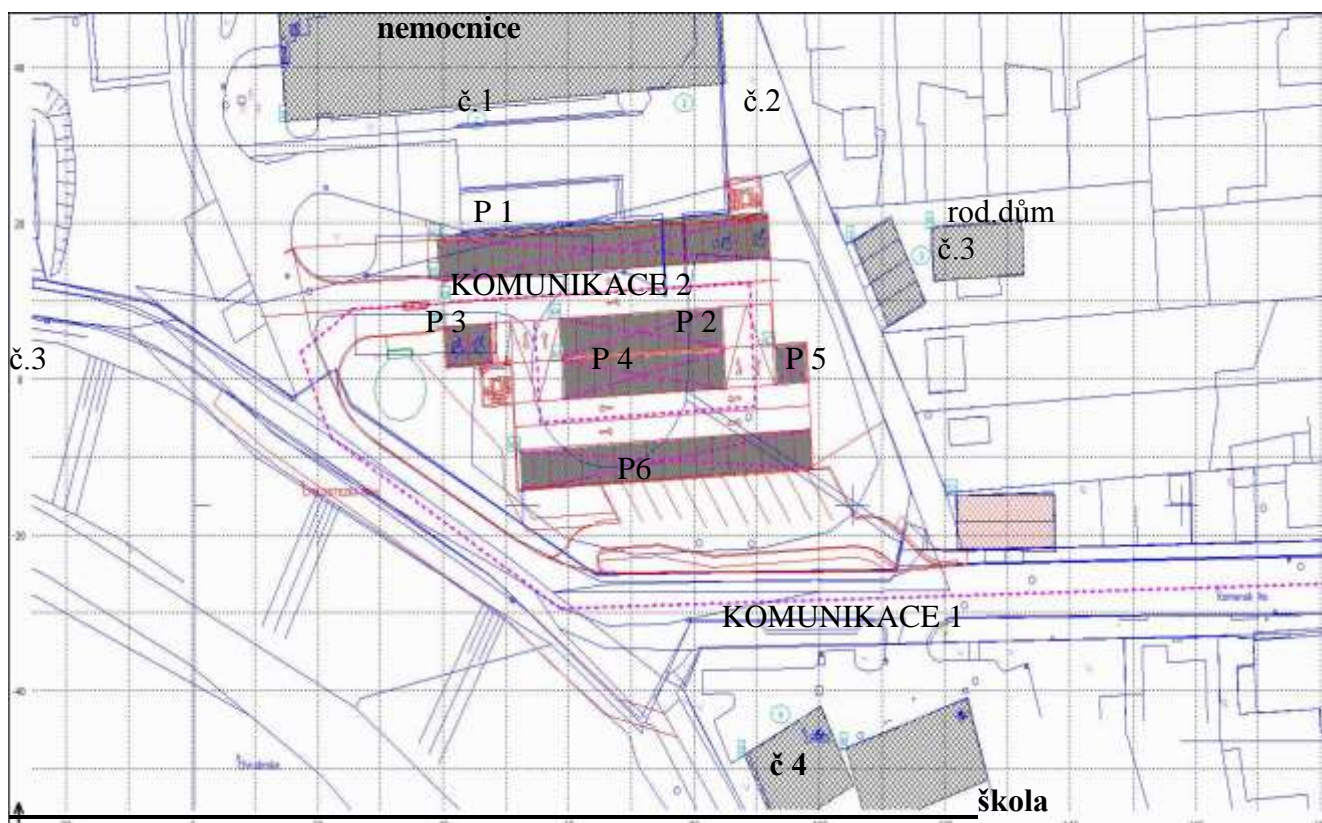 nemocnice
č.1
č.2
P 1
rod.dům
č.3
KOMUNIKACE 2
P 3
P 2
č.3
P 4
P 5
P6
KOMUNIKACE 1
č 4
škola